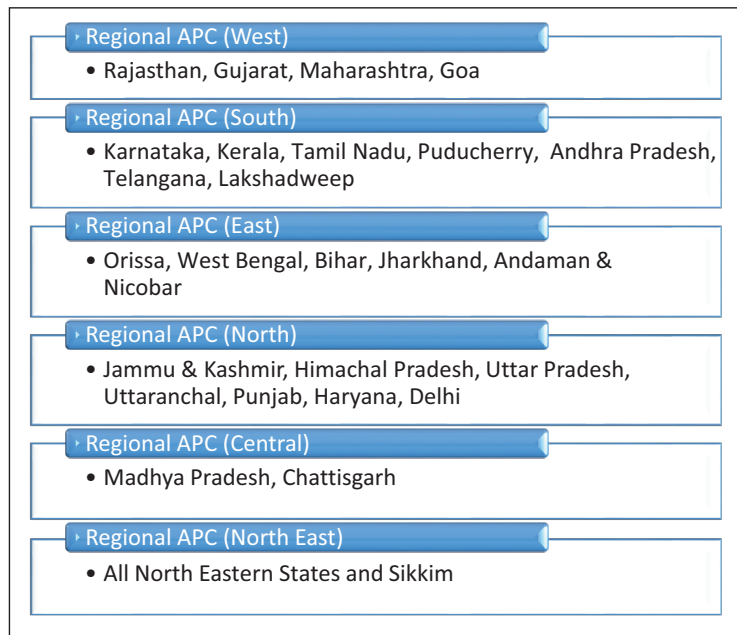 Regional APC (West)
• Rajasthan, Gujarat, Maharashtra, Goa
Regional APC (South)
• Karnataka, Kerala, Tamil Nadu, Puducherry, Andhra Pradesh,
Telangana, Lakshadweep
Regional APC (East)
• Orissa, West Bengal, Bihar, Jharkhand, Andaman &
Nicobar
Regional APC (North)
• Jammu & Kashmir, Himachal Pradesh, Uttar Pradesh,
Uttaranchal, Punjab, Haryana, Delhi
Regional APC (Central)
• Madhya Pradesh, Chattisgarh
Regional APC (North East)
• All North Eastern States and Sikkim